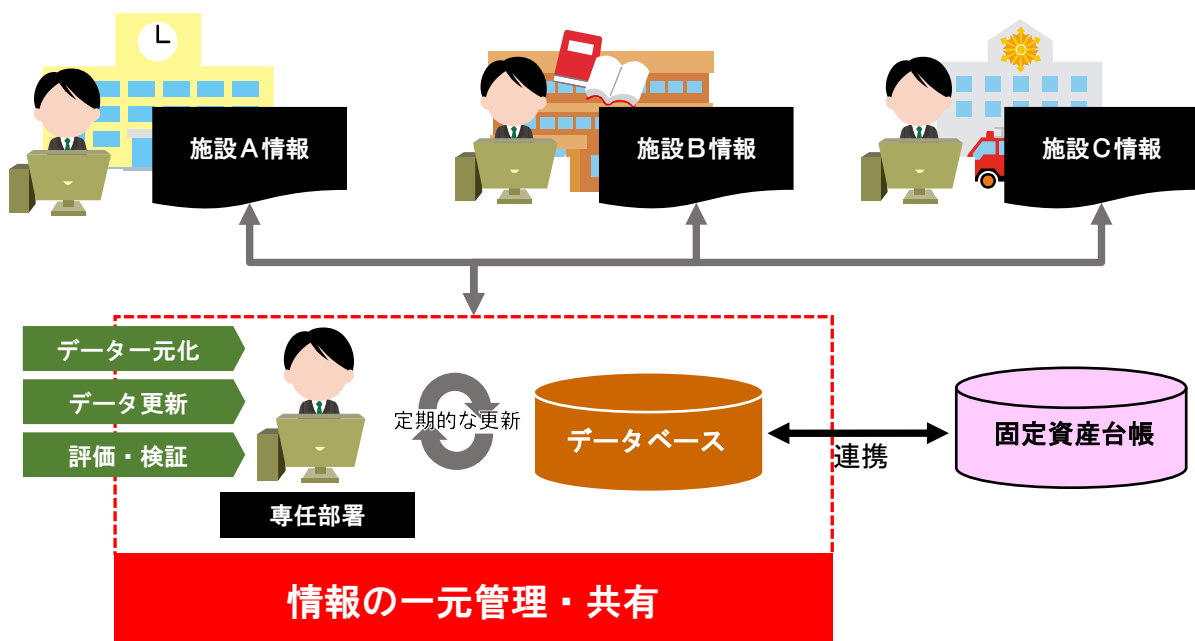 施設A情報
施設B情報
施設C情報
データ一元化
データ更新
評価・検証
定期的な更新
データベース
連携
固定資産台帳
専任部署
情報の一元管理・共有